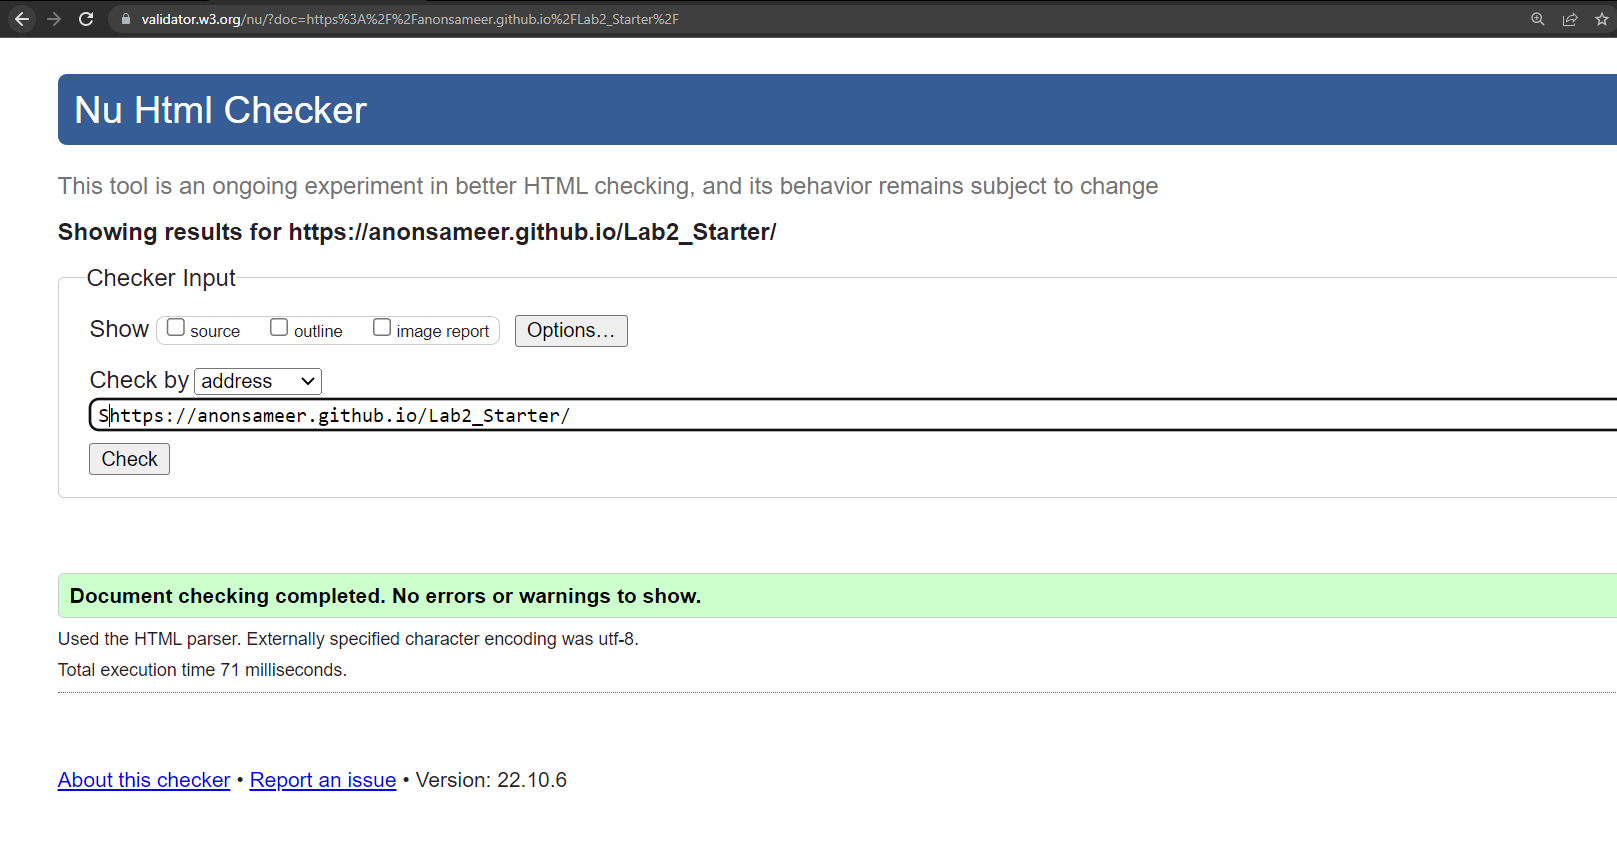 validator.w3.org/nu/?doc=https%3A%2F%2Fanonsameer.github.io%2FLab2_Starter%2F
Nu Html Checker
This tool is an ongoing experiment in better HTML checking, and its behavior remains subject to change
Showing results for https://anonsameer.github.io/Lab2_Starter/
Checker Input
Show source outline image report Options...
Check by address
Shttps://anonsameer.github.io/Lab2_Starter/
Check
Document checking completed. No errors or warnings to show.
Used the HTML parser. Externally specified character encoding was utf-8.
Total execution time 71 milliseconds.
About this checker • Report an issue • Version: 22.10.6